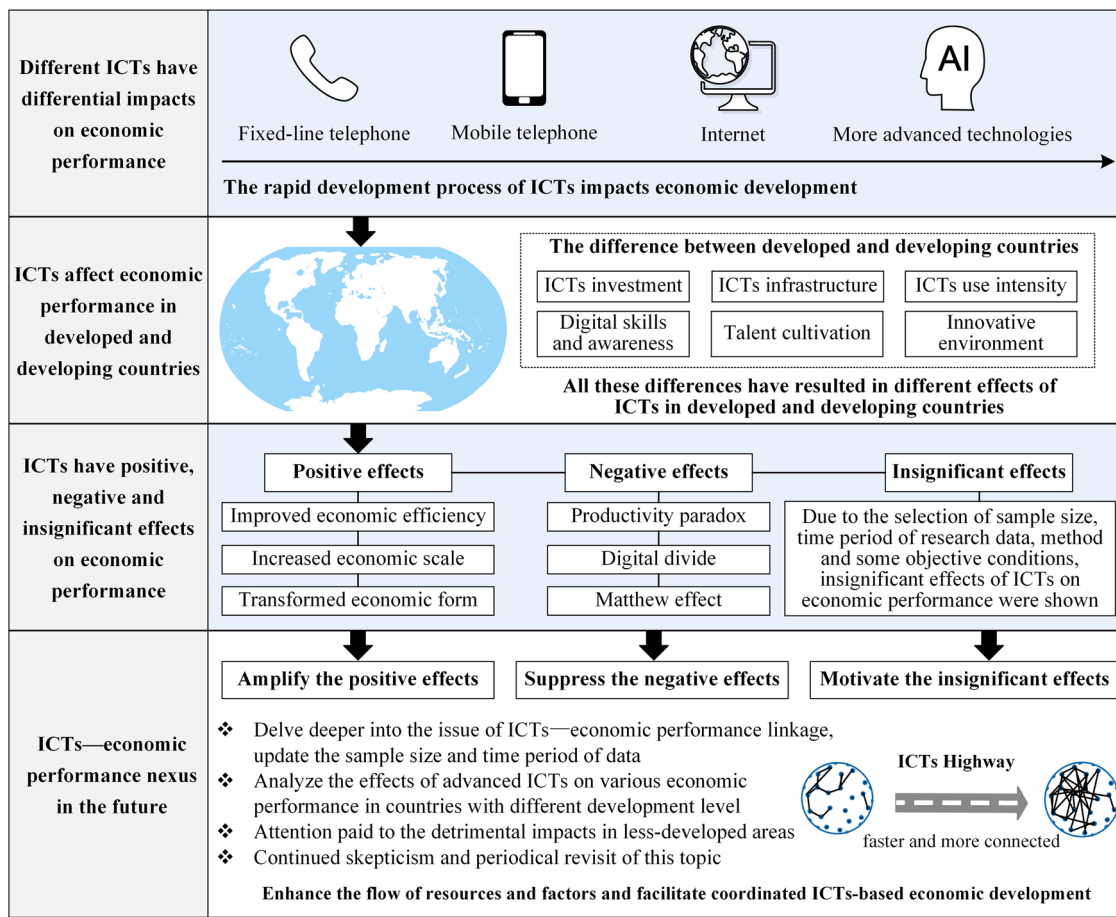 Different ICTs have
differential impacts
on economic
performance
AI
Fixed-line telephone
Mobile telephone
Internet
More advanced technologies
The rapid development process of ICTs impacts economic development
ICTs affect economic
performance in
developed and
developing countries
The difference between developed and developing countries
ICTs investment
ICTs infrastructure
ICTs use intensity
Digital skills
and awareness
Talent cultivation
Innovative
environment
All these differences have resulted in different effects of
ICTs in developed and developing countries
ICTs have positive,
negative and
insignificant effects
on economic
performance
Positive effects
Improved economic efficiency
Increased economic scale
Transformed economic form
Negative effects
Productivity paradox
Digital divide
Matthew effect
Insignificant effects
Due to the selection of sample size,
time period of research data, method
and some objective conditions,
insignificant effects of ICTs on
economic performance were shown
ICTs—economic
performance nexus
in the future
Amplify the positive effects
Suppress the negative effects
Motivate the insignificant effects
❖ Delve deeper into the issue of ICTs—economic performance linkage,
update the sample size and time period of data
❖ Analyze the effects of advanced ICTs on various economic
performance in countries with different development level
❖ Attention paid to the detrimental impacts in less-developed areas
❖ Continued skepticism and periodical revisit of this topic
ICTs Highway
faster and more connected
Enhance the flow of resources and factors and facilitate coordinated ICTs-based economic development